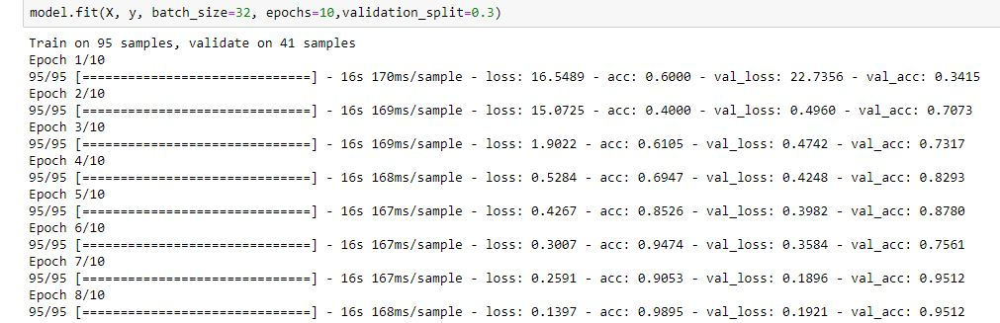 model.fit(X, y, batch_size=32, epochs=10,validation_split=0.3)
Train on 95 samples, validate on 41 samples
Epoch 1/10
95/95 [==============================] - 16s 170ms/sample - loss: 16.5489 - acc: 0.6000 - val_loss: 22.7356 - val_acc: 0.3415
Epoch 2/10
95/95 [==============================] - 16s 169ms/sample - loss: 15.0725 - acc: 0.4000 - val_loss: 0.4960 - val_acc: 0.7073
Epoch 3/10
95/95 [==============================] - 16s 169ms/sample - loss: 1.9022 - acc: 0.6105 - val_loss: 0.4742 - val_acc: 0.7317
Epoch 4/10
95/95 [==============================] - 16s 168ms/sample - loss: 0.5284 - acc: 0.6947 - val_loss: 0.4248 - val_acc: 0.8293
Epoch 5/10
95/95 [==============================] - 16s 167ms/sample - loss: 0.4267 - acc: 0.8526 - val_loss: 0.3982 - val_acc: 0.8780
Epoch 6/10
95/95 [==============================] - 16s 167ms/sample - loss: 0.3007 - acc: 0.9474 - val_loss: 0.3584 - val_acc: 0.7561
Epoch 7/10
95/95 [==============================] - 16s 167ms/sample - loss: 0.2591 - acc: 0.9053 - val_loss: 0.1896 - val_acc: 0.9512
Epoch 8/10
95/95 [==============================] - 16s 168ms/sample - loss: 0.1397 - acc: 0.9895 - val_loss: 0.1921 - val_acc: 0.9512